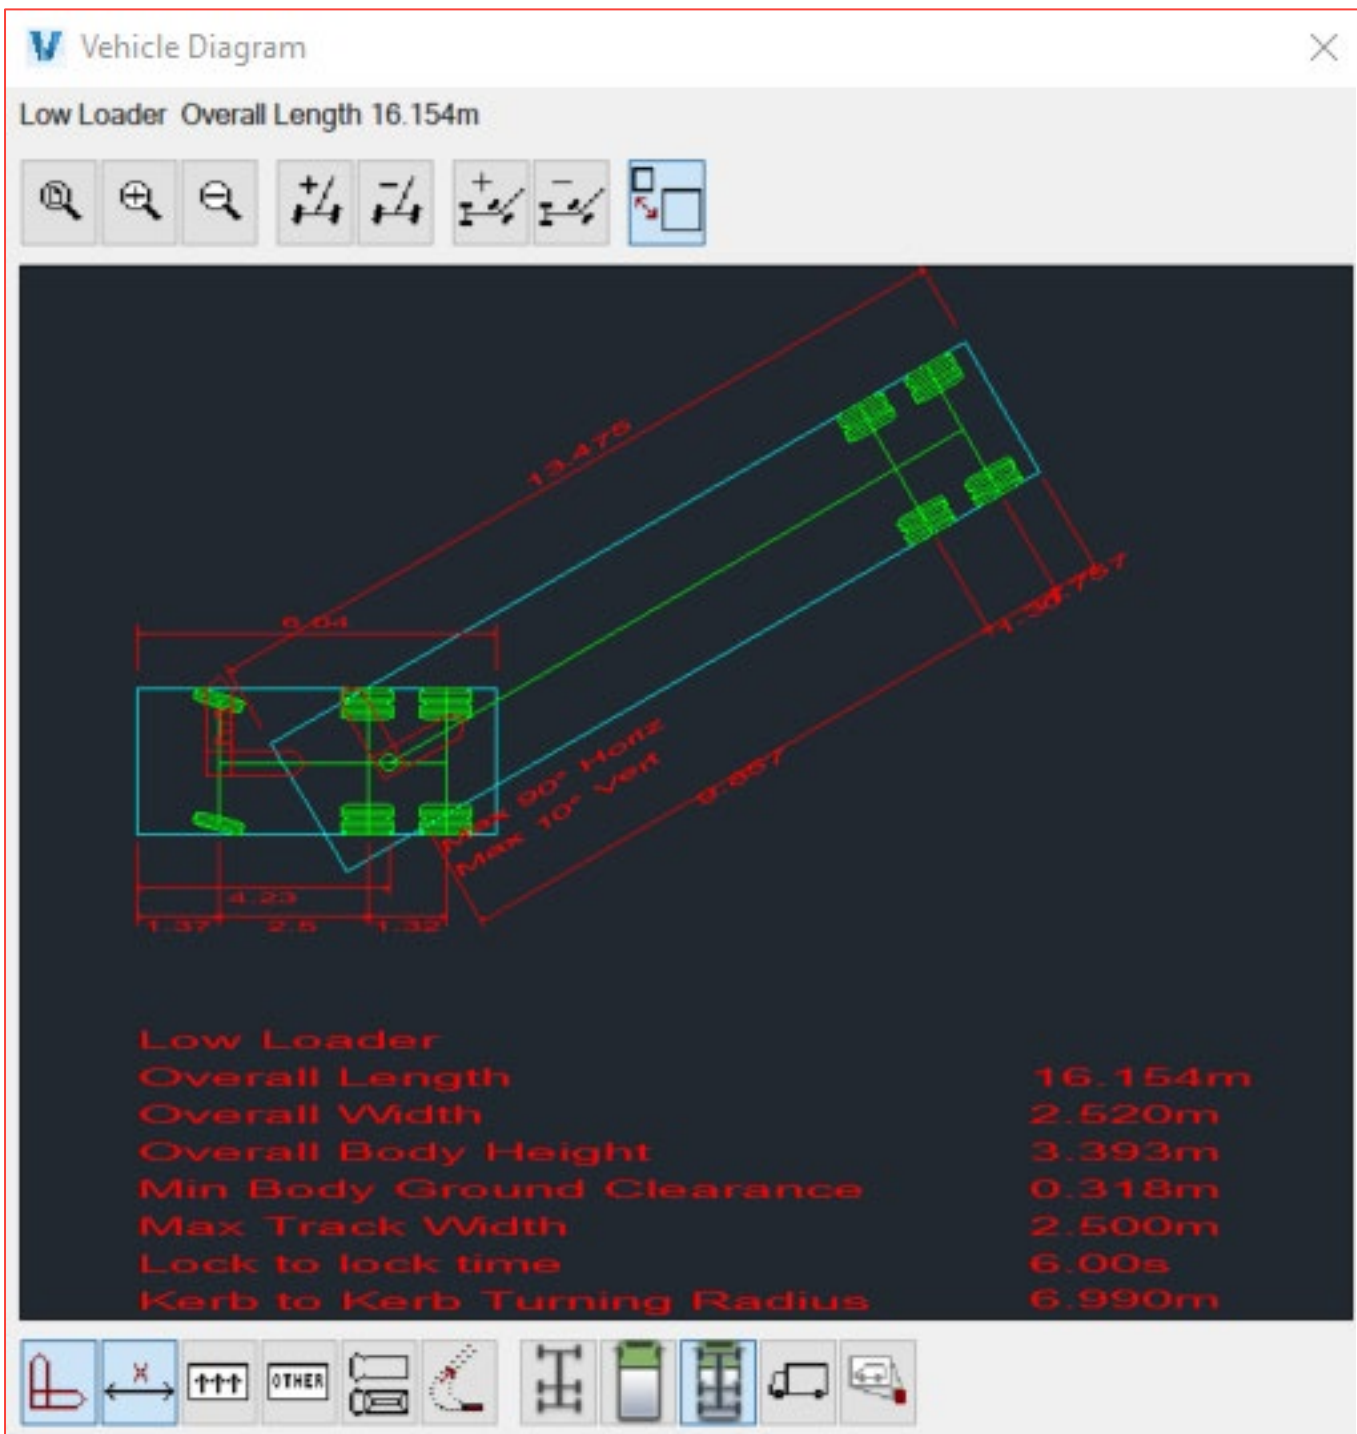 Vehicle Diagram
Low Loader Overall Length 16.154m
13.475
6.04
Max 90° Horiz
Max 10° Vert
4.23
1.37 2.5 1.32
Low Loader
Overall Length 16.154m
Overall Width 2.520m
Overall Body Height 3.393m
Min Body Ground Clearance 0.318m
Max Track Width 2.500m
Lock to lock time 6.00s
Kerb to Kerb Turning Radius 6.990m
OTHER